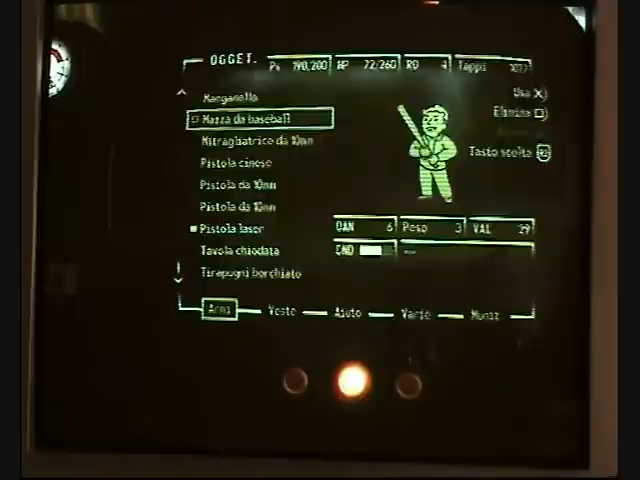 OGGET. Ps 190/200 HP 72/260 RD 4 Tappi
Manganello
Mazza da baseball
Mitragliatrice da 10mm
Pistola cinese
Pistola da 10mm
Pistola da 10mm
Pistola laser
Tavola chiodata
Tirapugni borchiato
Usa X)
Elimina
Tasto scelta R2
DAN 6 Peso 3 VAL 29
CND --
Armi Veste Aiuto Varie Muniz